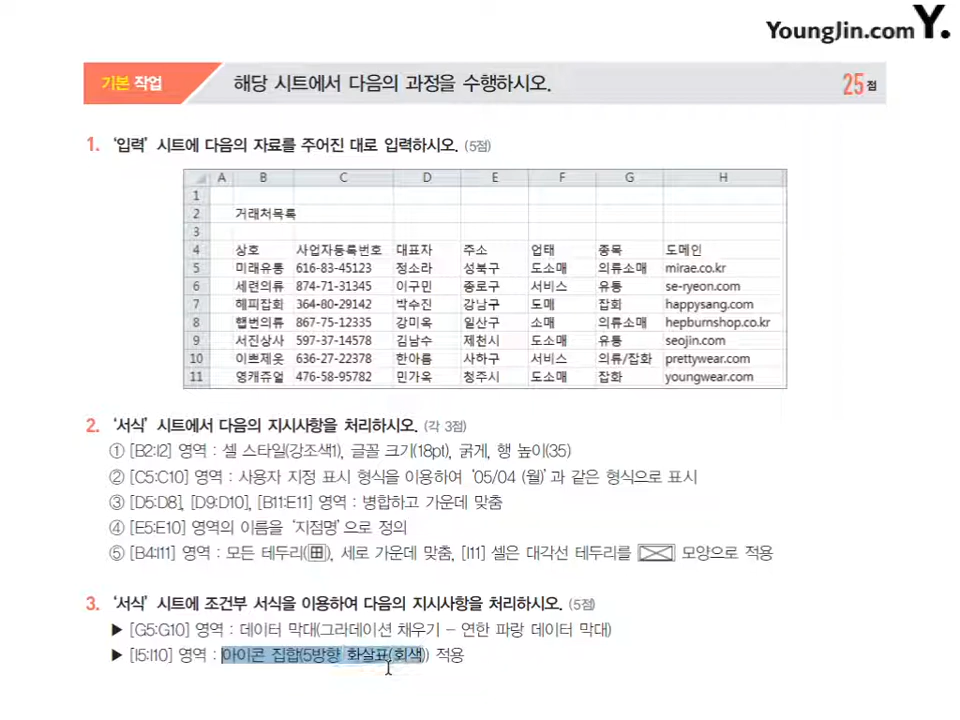 YoungJin.com Y.
기본 작업 해당 시트에서 다음의 과정을 수행하시오. 25점
1. '입력' 시트에 다음의 자료를 주어진 대로 입력하시오. (5점)
A B C D E F G H
1
2 거래처목록
3
4 상호 사업자등록번호 대표자 주소 업태 종목 도메인
5 미래유통 616-83-45123 정소라 성북구 도소매 의류소매 mirae.co.kr
6 세련의류 874-71-31345 이구민 종로구 서비스 유통 se-ryeon.com
7 해피잡화 364-80-29142 박수진 강남구 도매 잡화 happysang.com
8 햅번의류 867-75-12335 강미옥 일산구 소매 의류소매 hepburnshop.co.kr
9 서진상사 597-37-14578 김남수 제천시 도소매 유통 seojin.com
10 이쁘제옷 636-27-22378 한아름 사하구 서비스 의류/잡화 prettywear.com
11 영캐쥬얼 476-58-95782 민가옥 청주시 도소매 잡화 youngwear.com
2. '서식' 시트에서 다음의 지시사항을 처리하시오. (각 3점)
① [B2:I2] 영역 : 셀 스타일(강조색1), 글꼴 크기(18pt), 굵게, 행 높이(35)
② [C5:C10] 영역 : 사용자 지정 표시 형식을 이용하여 '05/04 (월)'과 같은 형식으로 표시
③ [D5:D8], [D9:D10], [B11:E11] 영역 : 병합하고 가운데 맞춤
④ [E5:E10] 영역의 이름을 '지점명'으로 정의
⑤ [B4:I11] 영역 : 모든 테두리(田), 세로 가운데 맞춤, [I11] 셀은 대각선 테두리를 모양으로 적용
3. '서식' 시트에 조건부 서식을 이용하여 다음의 지시사항을 처리하시오. (5점)
▶ [G5:G10] 영역 : 데이터 막대(그라데이션 채우기 – 연한 파랑 데이터 막대)
▶ [I5:I10] 영역 : 아이콘 집합(5방향 화살표(회색)) 적용